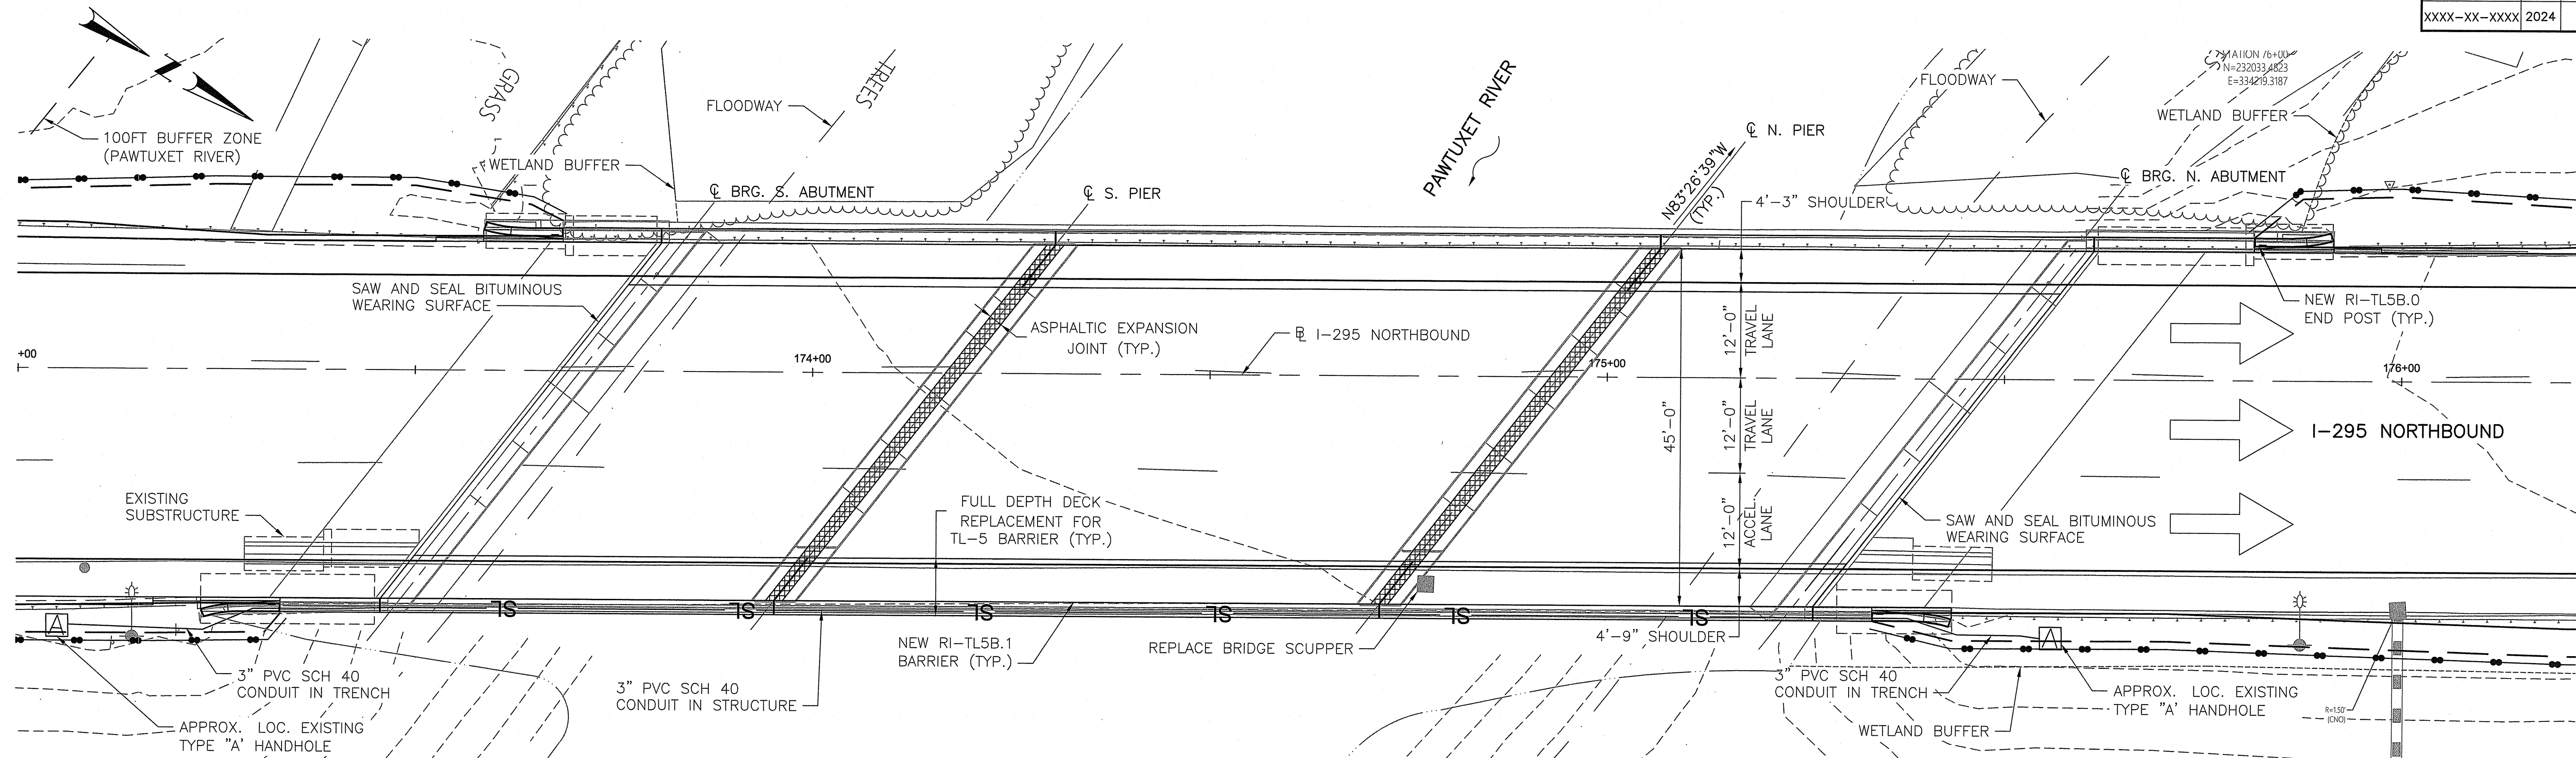 XXXX-XX-XXXX 2024
STATION 76+00
N=232033.4823
E=334219.3187
GRASS
TREES
FLOODWAY
PAWTUXET RIVER
FLOODWAY
WETLAND BUFFER
100FT BUFFER ZONE
(PAWTUXET RIVER)
WETLAND BUFFER
℄ BRG. S. ABUTMENT
℄ S. PIER
N83°26'39"W
(TYP.)
℄ N. PIER
4'-3" SHOULDER
℄ BRG. N. ABUTMENT
SAW AND SEAL BITUMINOUS
WEARING SURFACE
ASPHALTIC EXPANSION
JOINT (TYP.)
BL I-295 NORTHBOUND
12'-0"
TRAVEL
LANE
NEW RI-TL5B.0
END POST (TYP.)
+00
174+00
175+00
176+00
45'-0"
12'-0"
TRAVEL
LANE
I-295 NORTHBOUND
EXISTING
SUBSTRUCTURE
FULL DEPTH DECK
REPLACEMENT FOR
TL-5 BARRIER (TYP.)
12'-0"
ACCEL.
LANE
SAW AND SEAL BITUMINOUS
WEARING SURFACE
SL
SL
SL
SL
SL
SL
A
A
4'-9" SHOULDER
NEW RI-TL5B.1
BARRIER (TYP.)
REPLACE BRIDGE SCUPPER
3" PVC SCH 40
CONDUIT IN TRENCH
3" PVC SCH 40
CONDUIT IN STRUCTURE
3" PVC SCH 40
CONDUIT IN TRENCH
APPROX. LOC. EXISTING
TYPE "A' HANDHOLE
APPROX. LOC. EXISTING
TYPE "A' HANDHOLE
WETLAND BUFFER
R=1.50'
(CNO)